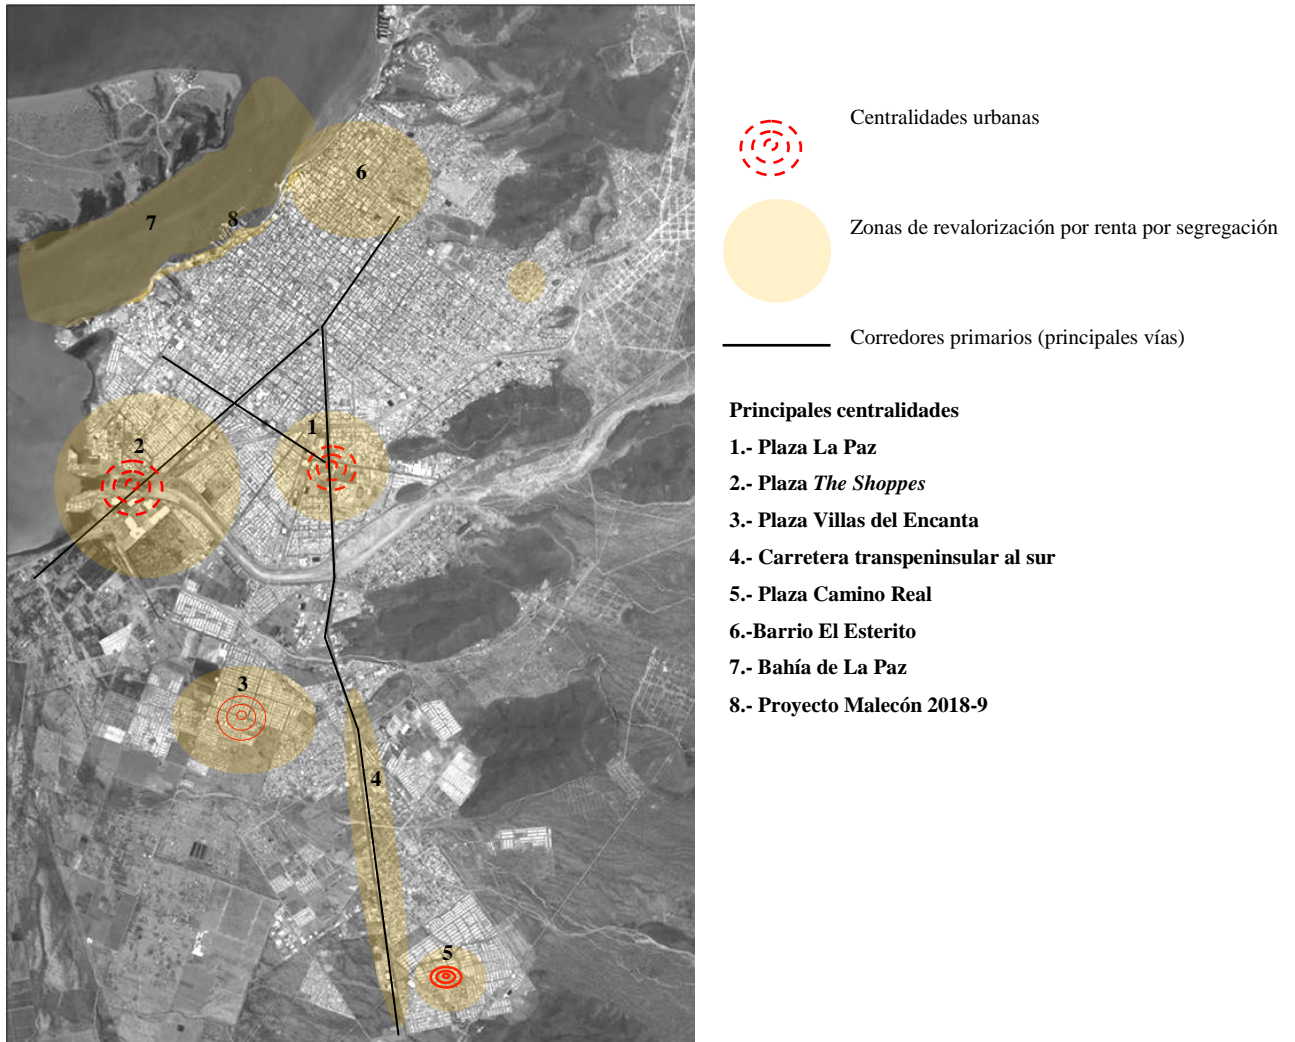 6
7
8
1
2
3
4
5
Centralidades urbanas
Zonas de revalorización por renta por segregación
Corredores primarios (principales vías)
Principales centralidades
1.- Plaza La Paz
2.- Plaza The Shoppes
3.- Plaza Villas del Encanta
4.- Carretera transpeninsular al sur
5.- Plaza Camino Real
6.-Barrio El Esterito
7.- Bahía de La Paz
8.- Proyecto Malecón 2018-9